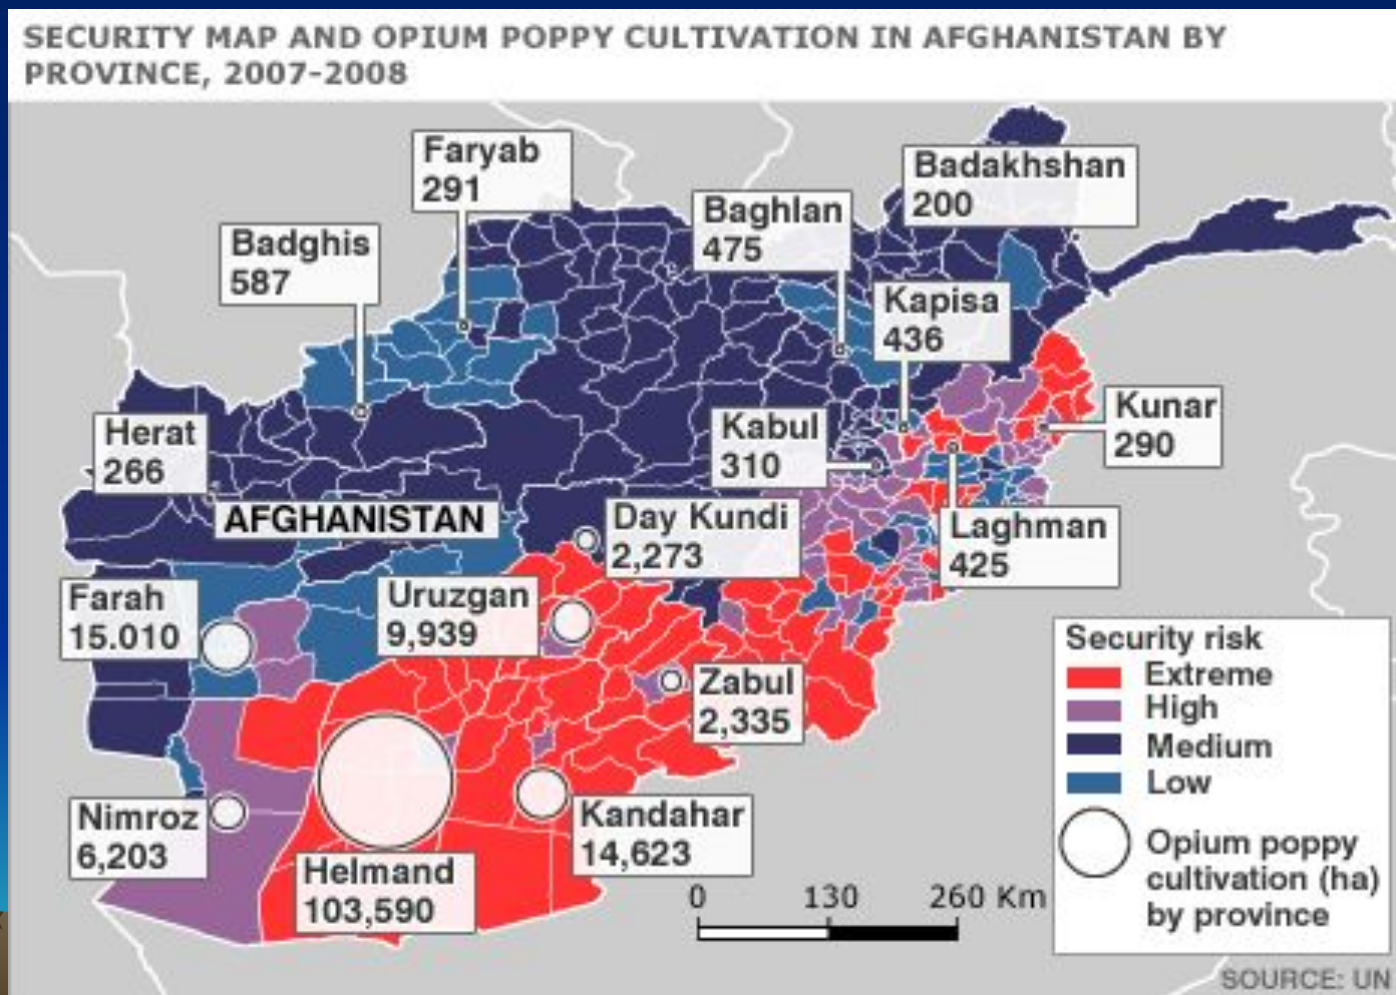 SECURITY MAP AND OPIUM POPPY CULTIVATION IN AFGHANISTAN BY
PROVINCE, 2007-2008
Faryab
291
Badakhshan
200
Baghlan
475
Badghis
587
Kapisa
436
Herat
266
Kabul
310
Kunar
290
AFGHANISTAN
Day Kundi
2,273
Laghman
425
Farah
15.010
Uruzgan
9,939
Zabul
2,335
Nimroz
6,203
Helmand
103,590
Kandahar
14,623
Security risk
Extreme
High
Medium
Low
Opium poppy
cultivation (ha)
by province
0 130 260 Km
SOURCE: UN